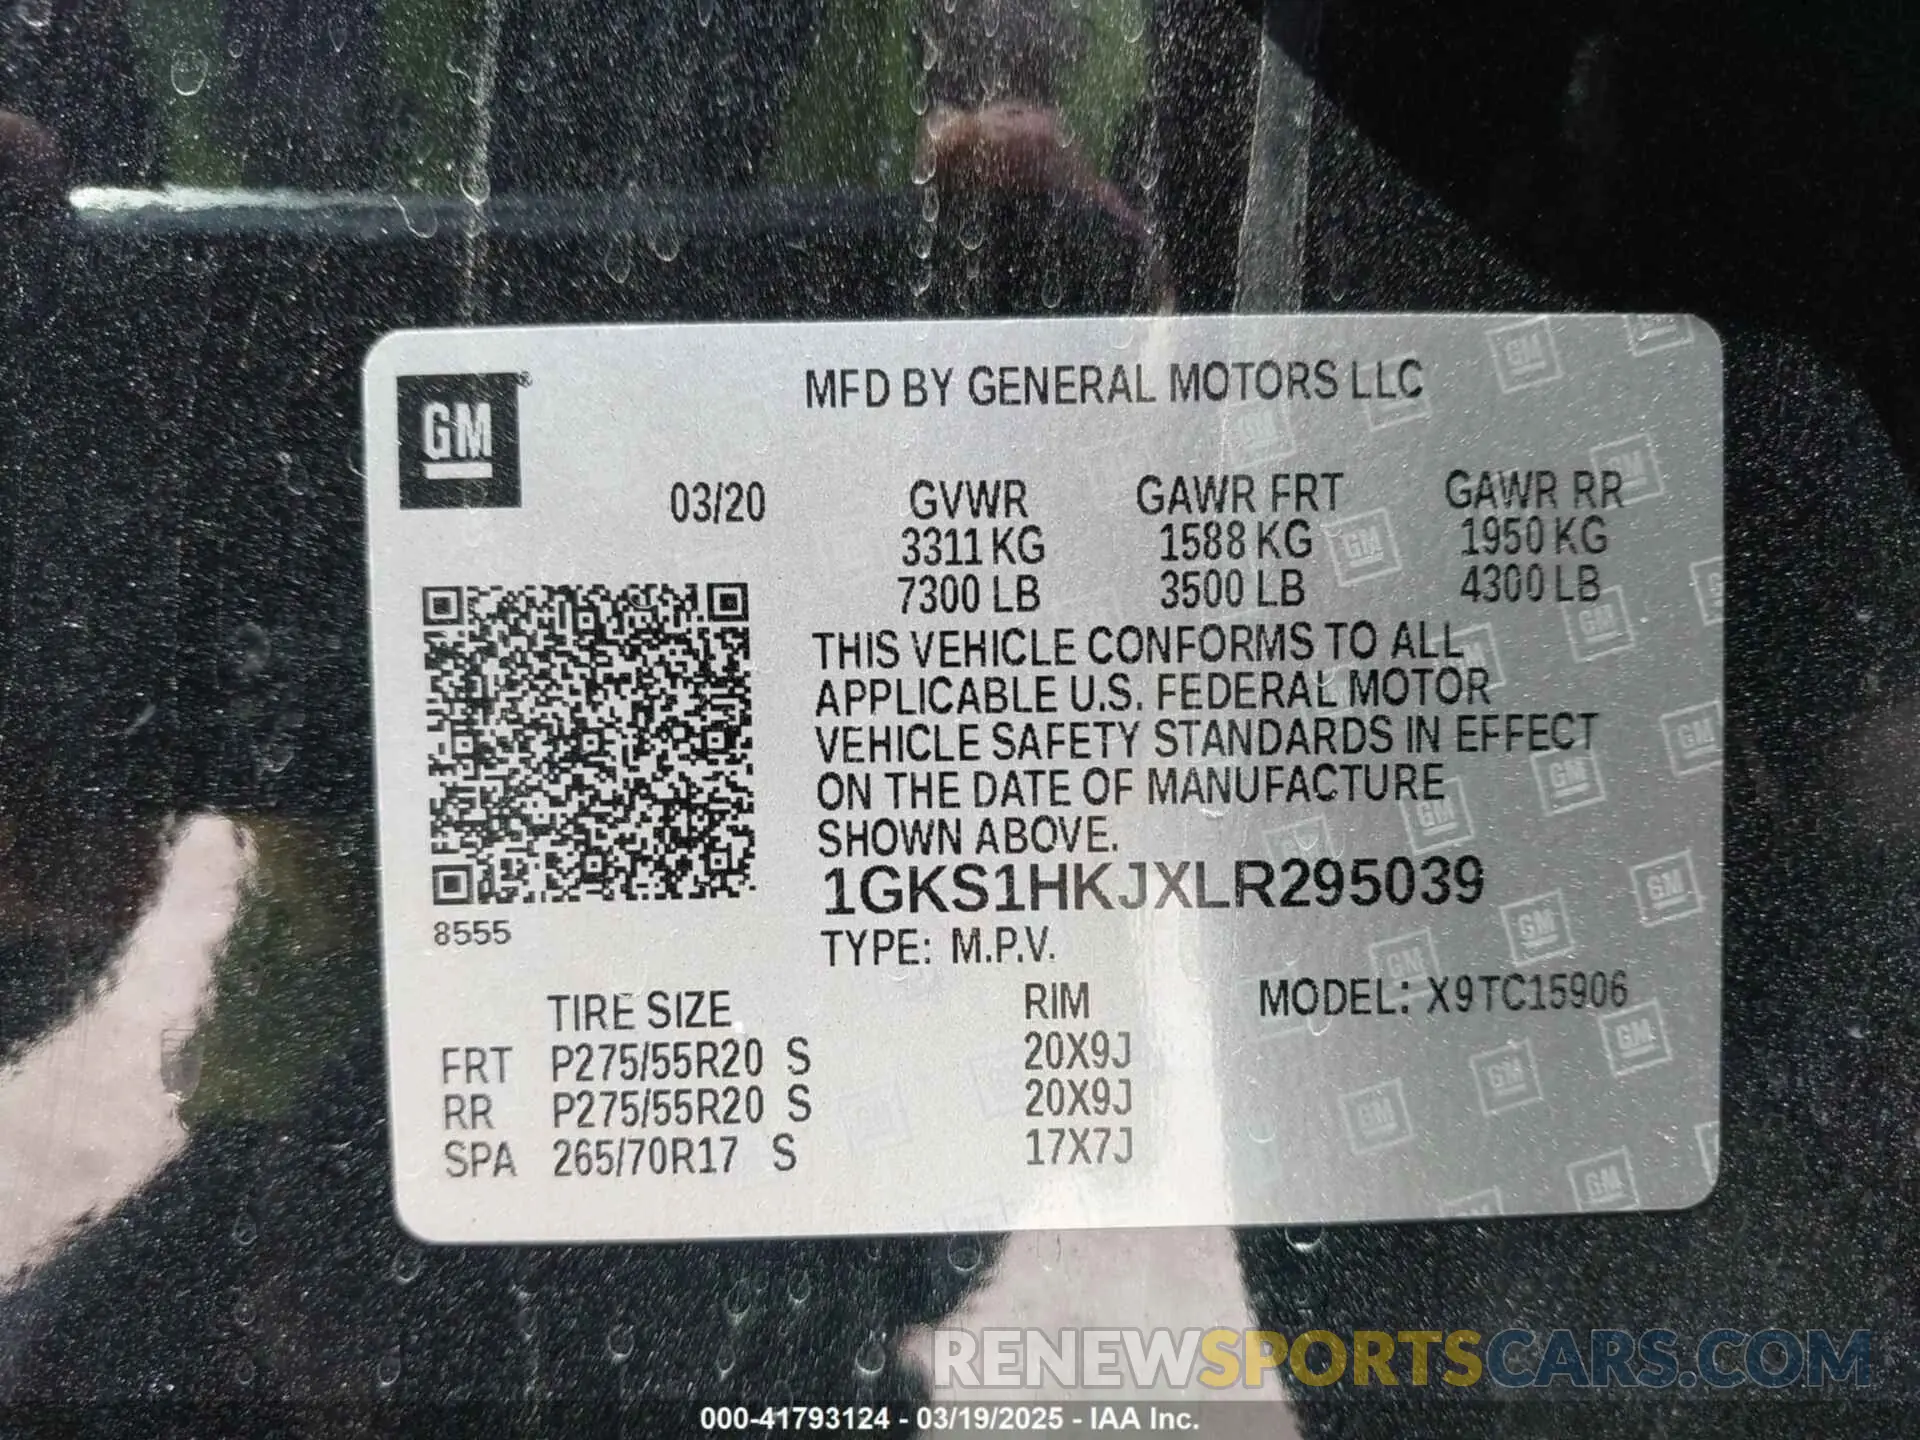 GM®
MFD BY GENERAL MOTORS LLC
03/20 GVWR GAWR FRT GAWR RR
3311 KG 1588 KG 1950 KG
7300 LB 3500 LB 4300 LB
THIS VEHICLE CONFORMS TO ALL
APPLICABLE U.S. FEDERAL MOTOR
VEHICLE SAFETY STANDARDS IN EFFECT
ON THE DATE OF MANUFACTURE
SHOWN ABOVE.
1GKS1HKJXLR295039
8555
TYPE: M.P.V.
TIRE SIZE RIM MODEL: X9TC15906
FRT P275/55R20 S 20X9J
RR P275/55R20 S 20X9J
SPA 265/70R17 S 17X7J
RENEWSPORTSCARS.COM
000-41793124 - 03/19/2025 - IAA Inc.